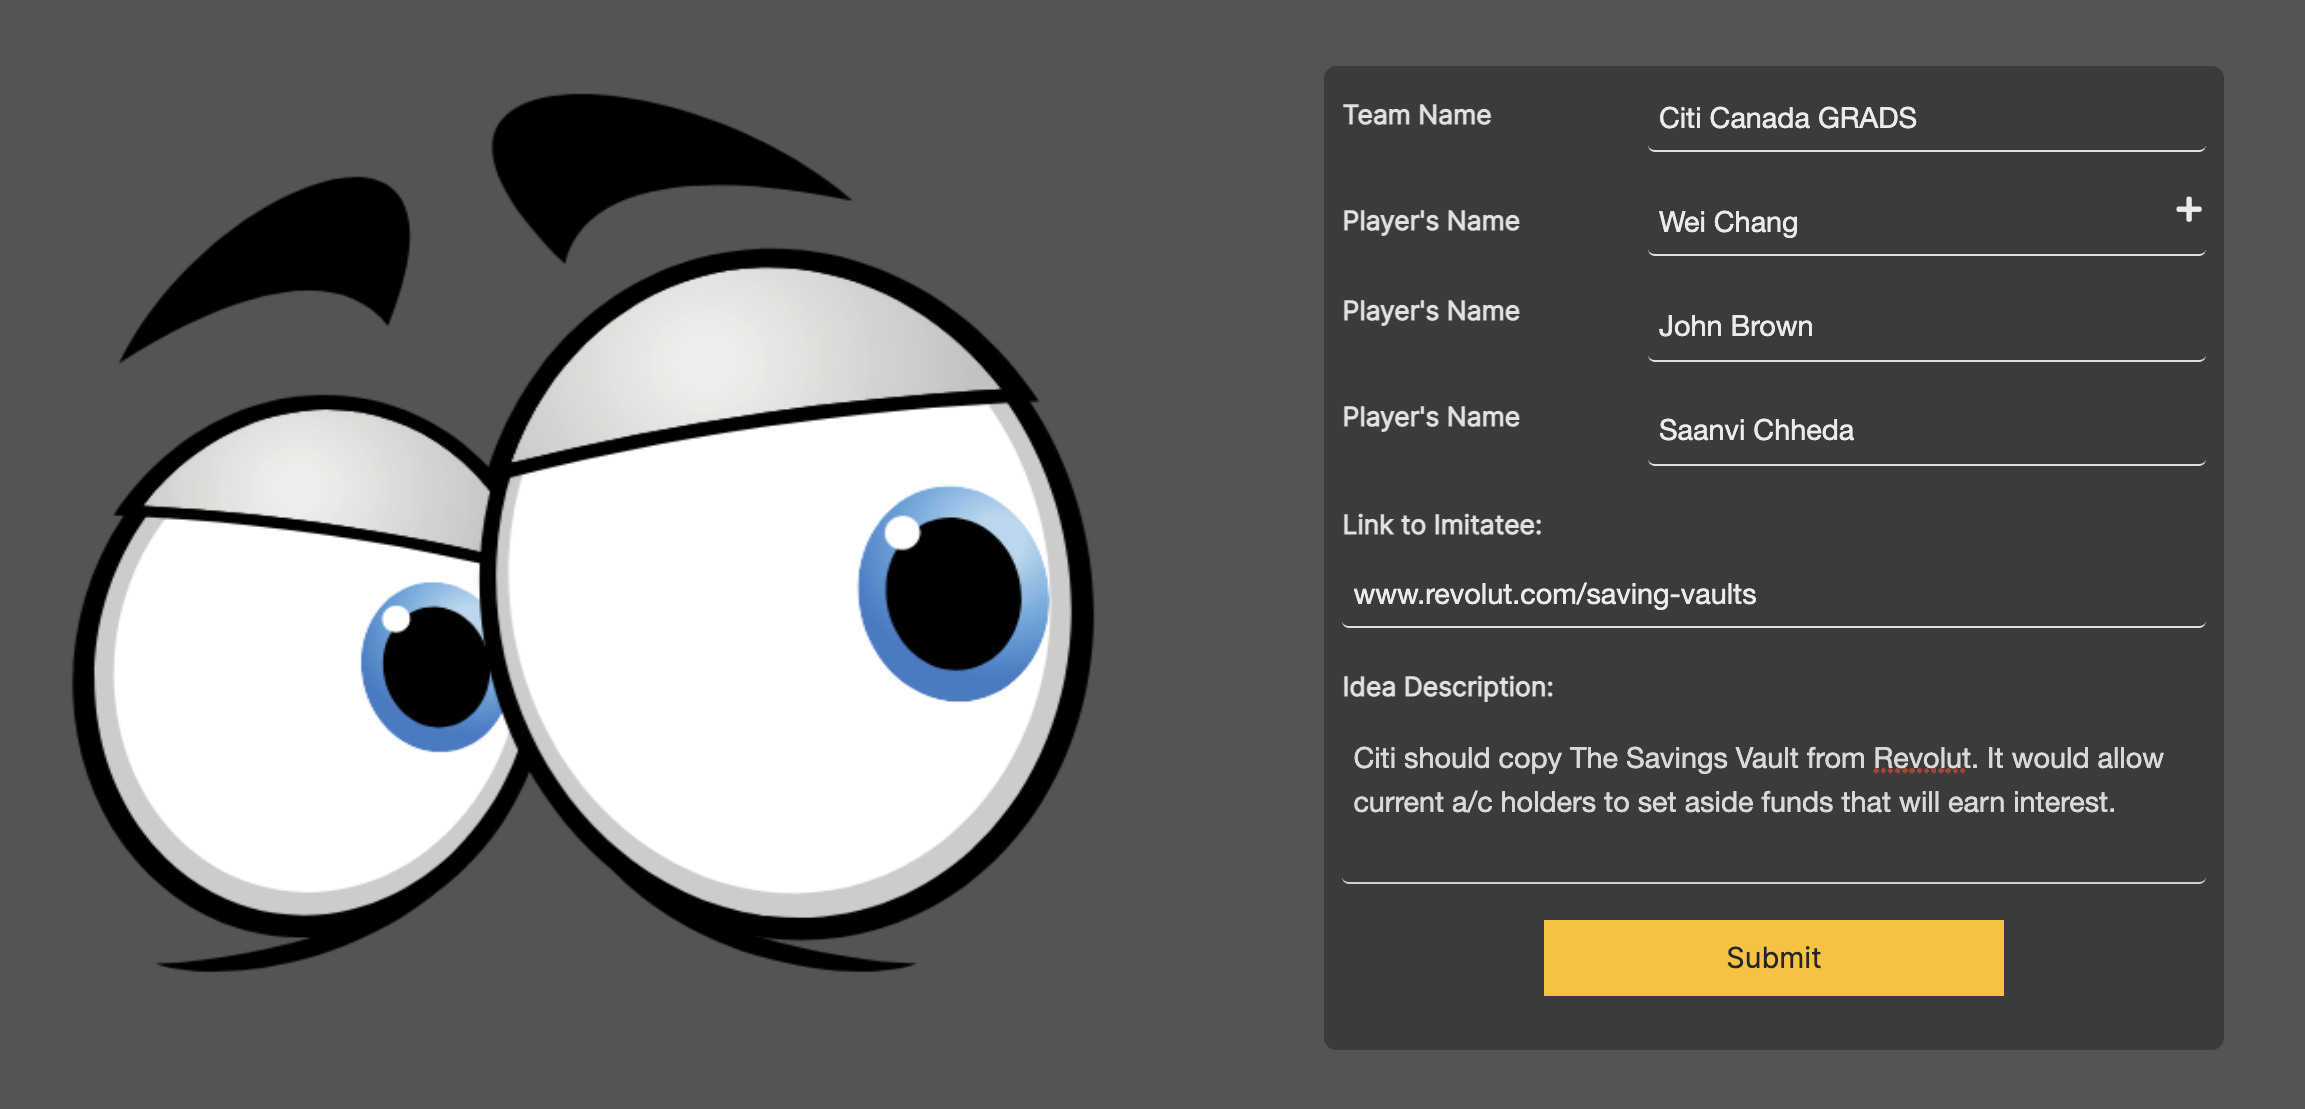 Team Name
Citi Canada GRADS
Player's Name
Wei Chang
+
Player's Name
John Brown
Player's Name
Saanvi Chheda
Link to Imitatee:
www.revolut.com/saving-vaults
Idea Description:
Citi should copy The Savings Vault from Revolut. It would allow
current a/c holders to set aside funds that will earn interest.
Submit